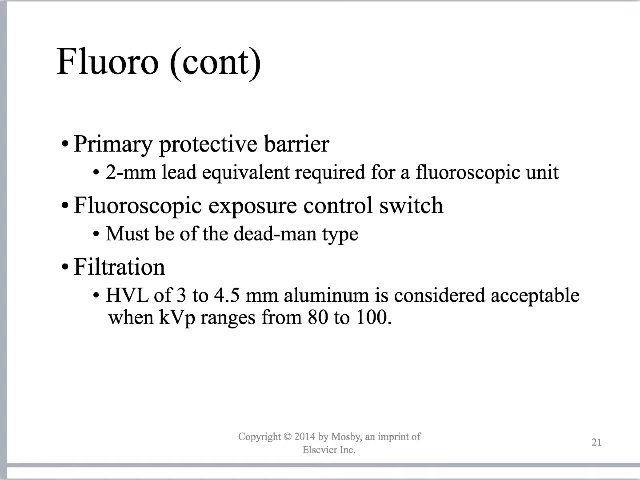 Fluoro (cont)
• Primary protective barrier
• 2-mm lead equivalent required for a fluoroscopic unit
• Fluoroscopic exposure control switch
• Must be of the dead-man type
• Filtration
• HVL of 3 to 4.5 mm aluminum is considered acceptable
when kVp ranges from 80 to 100.
Copyright © 2014 by Mosby, an imprint of
Elsevier Inc.
21